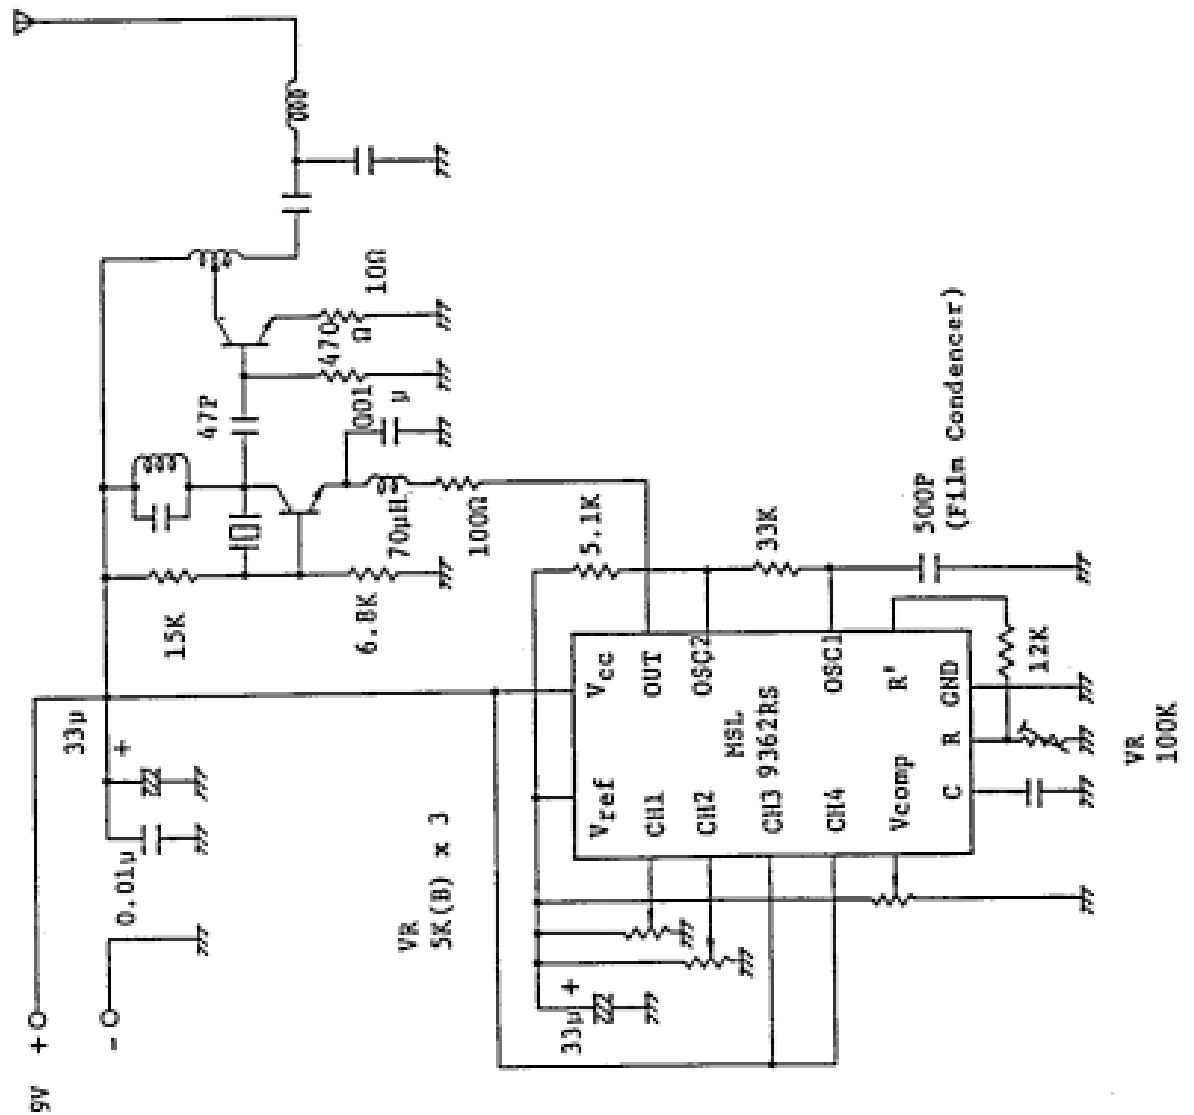 9V
+
-
33μ
+
0.01μ
15K
6.8K
47P
470
Ω
10Ω
001
μ
70μH
100Ω
VR
5K(B) x 3
33μ
+
5.1K
33K
500P
(Film Condencer)
12K
VR
100K
Vref
CH1
CH2
CH3
CH4
Vcomp
MSL
9362RS
Vcc
OUT
OSC2
OSC1
R'
C
R
GND